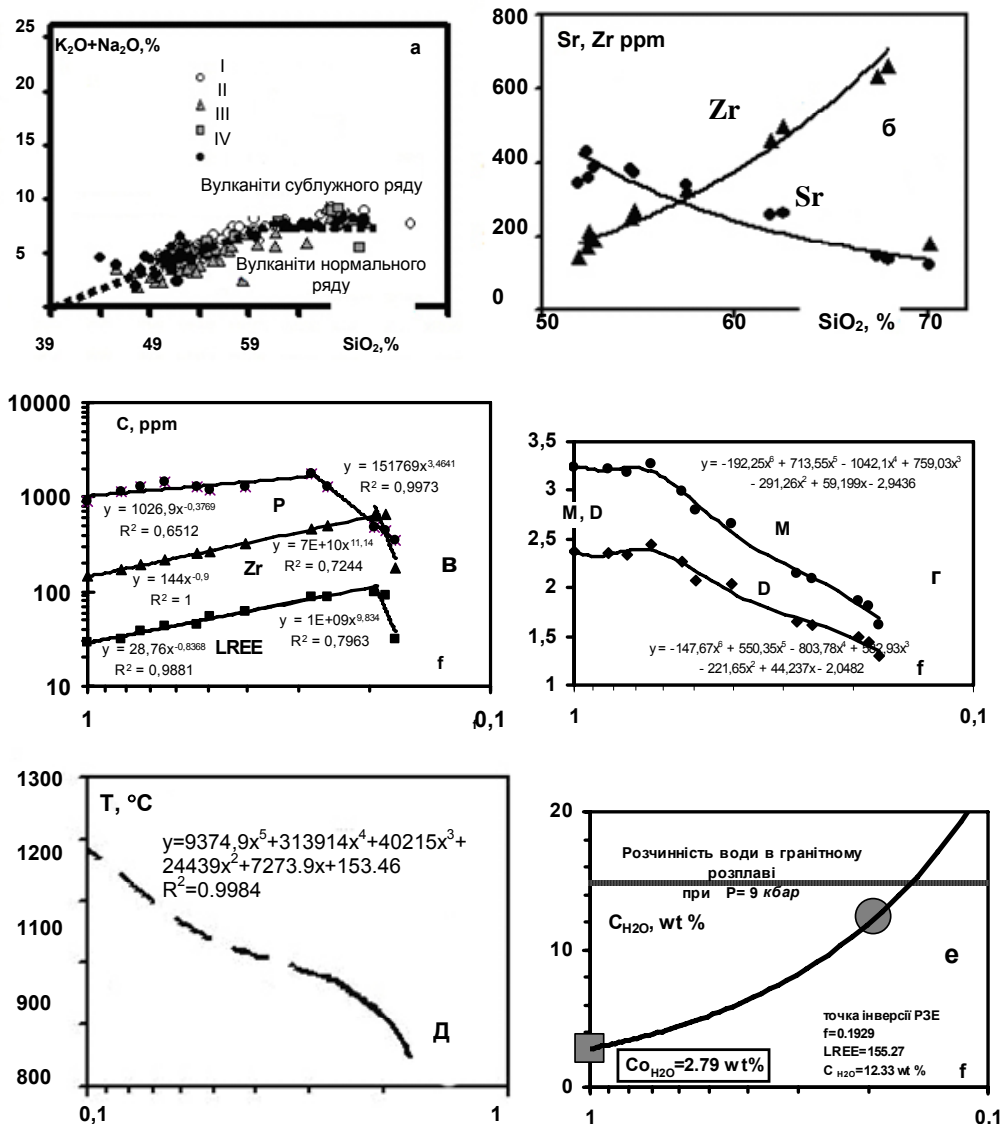 25
20
15
10
5
39
49
59
SiO₂,%
K₂O+Na₂O,%
а
I
II
III
IV
Вулканіти сублужного ряду
Вулканіти нормального
ряду
800
600
400
200
0
50
60
SiO₂, %
70
Sr, Zr ppm
Zr
б
Sr
10000
1000
100
10
1
0,1
C, ppm
y = 151769x³,⁴⁶⁴¹
R² = 0,9973
P
y = 1026,9x⁻⁰,³⁷⁶⁹
R² = 0,6512
y = 7E+10x¹¹,¹⁴
R² = 0,7244
Zr
В
y = 144x⁻⁰,⁹
R² = 1
y = 1E+09x⁹,⁸³⁴
R² = 0,7963
y = 28,76x⁻⁰,⁸³⁶⁸
LREE
R² = 0,9881
f
3,5
3
2,5
2
1,5
1
1
0,1
y = -192,25x⁶ + 713,55x⁵ - 1042,1x⁴ + 759,03x³
- 291,26x² + 59,199x - 2,9436
M, D
M
D
Г
y = -147,67x⁶ + 550,35x⁵ - 803,78x⁴ + 582,93x³
- 221,65x² + 44,237x - 2,0482
f
1300
1200
1100
900
800
0,1
1
T, °C
y=9374,9x⁵+313914x⁴+40215x³+
24439x²+7273.9x+153.46
R²=0.9984
Д
20
10
0
1
0,1
Розчинність води в гранітному
розплаві
при P= 9 кбар
C_H2O, wt %
е
точка інверсії РЗЕ
f=0.1929
LREE=155.27
C H2O=12.33 wt %
f
Co_H2O=2.79 wt%